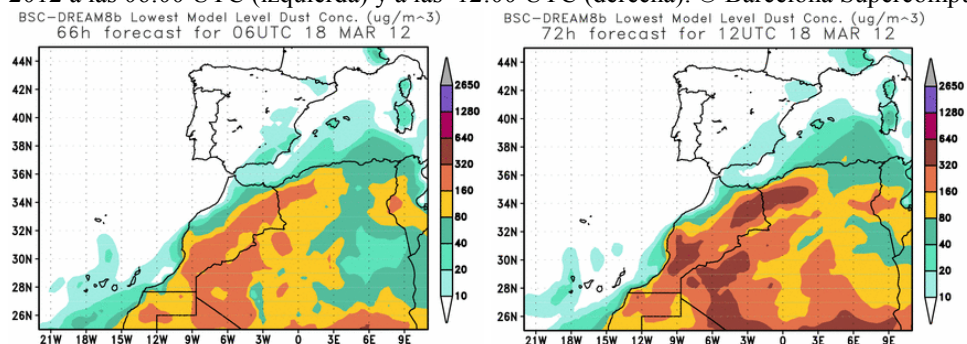 2012 a las 06:00 UTC (izquierda) y a las 12:00 UTC (derecha). © Barcelona
BSC-DREAM8b Lowest Model Level Dust Conc. (ug/m^3)
66h forecast for 06UTC 18 MAR 12
44N
42N
40N
38N
36N
34N
32N
30N
28N
26N
21W 18W 15W 12W 9W 6W 3W 0 3E 6E 9E
2650
1280
640
320
160
80
40
20
10
BSC-DREAM8b Lowest Model Level Dust Conc. (ug/m^3)
72h forecast for 12UTC 18 MAR 12
44N
42N
40N
38N
36N
34N
32N
30N
28N
26N
21W 18W 15W 12W 9W 6W 3W 0 3E 6E 9E
2650
1280
640
320
160
80
40
20
10